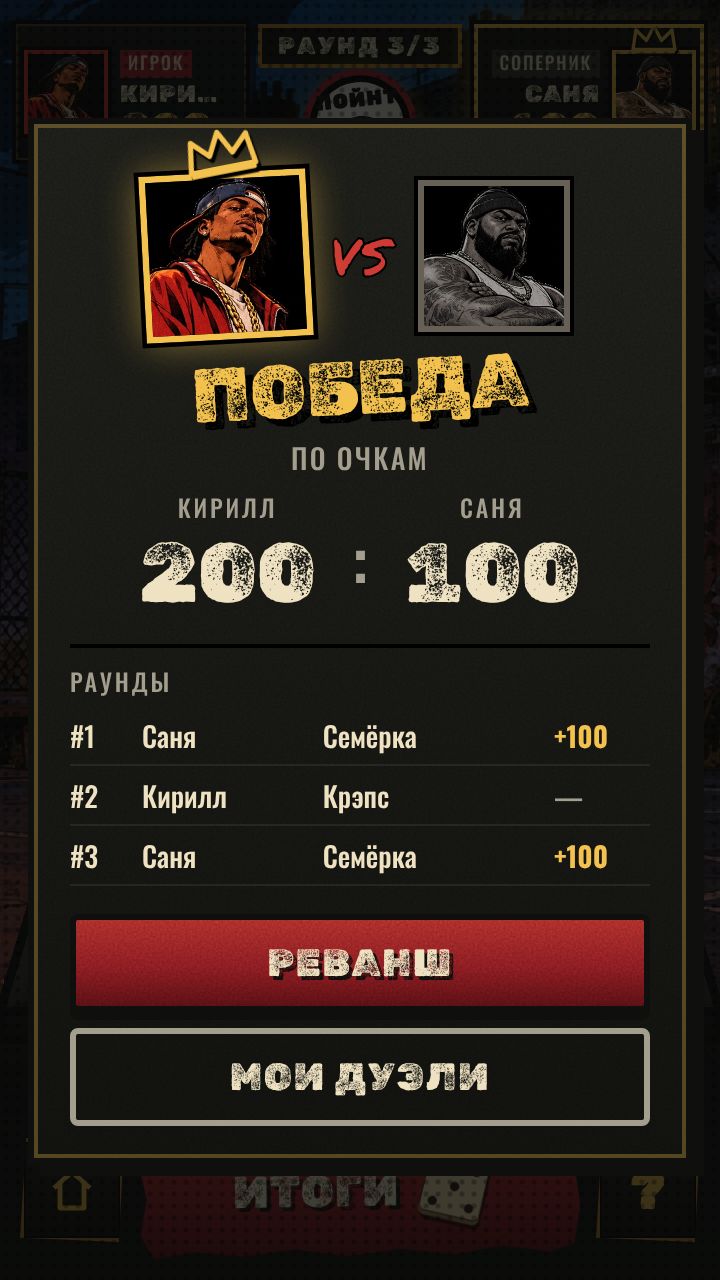 РАУНД 3/3
ИГРОК
СОПЕРНИК
КИРИ...
САНЯ
ПОЙНТ
VS
ПОБЕДА
ПО ОЧКАМ
КИРИЛЛ САНЯ
200 : 100
РАУНДЫ
#1 Саня Семёрка +100
#2 Кирилл Крэпс —
#3 Саня Семёрка +100
РЕВАНШ
МОИ ДУЭЛИ
ИТОГИ
?